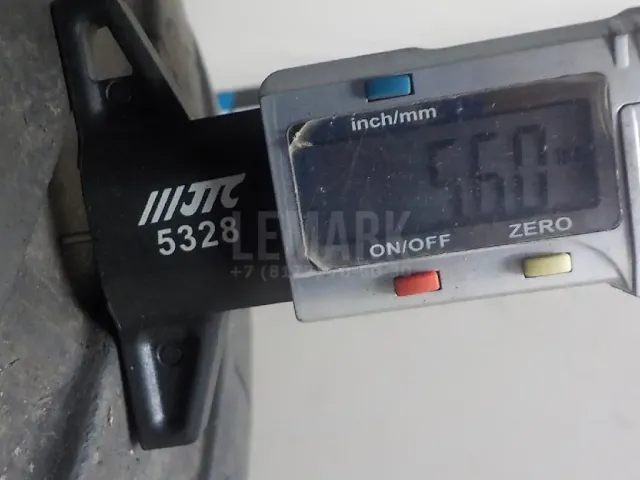 inch/mm
5.60
JTC
5328
ON/OFF
ZERO
LEMARK